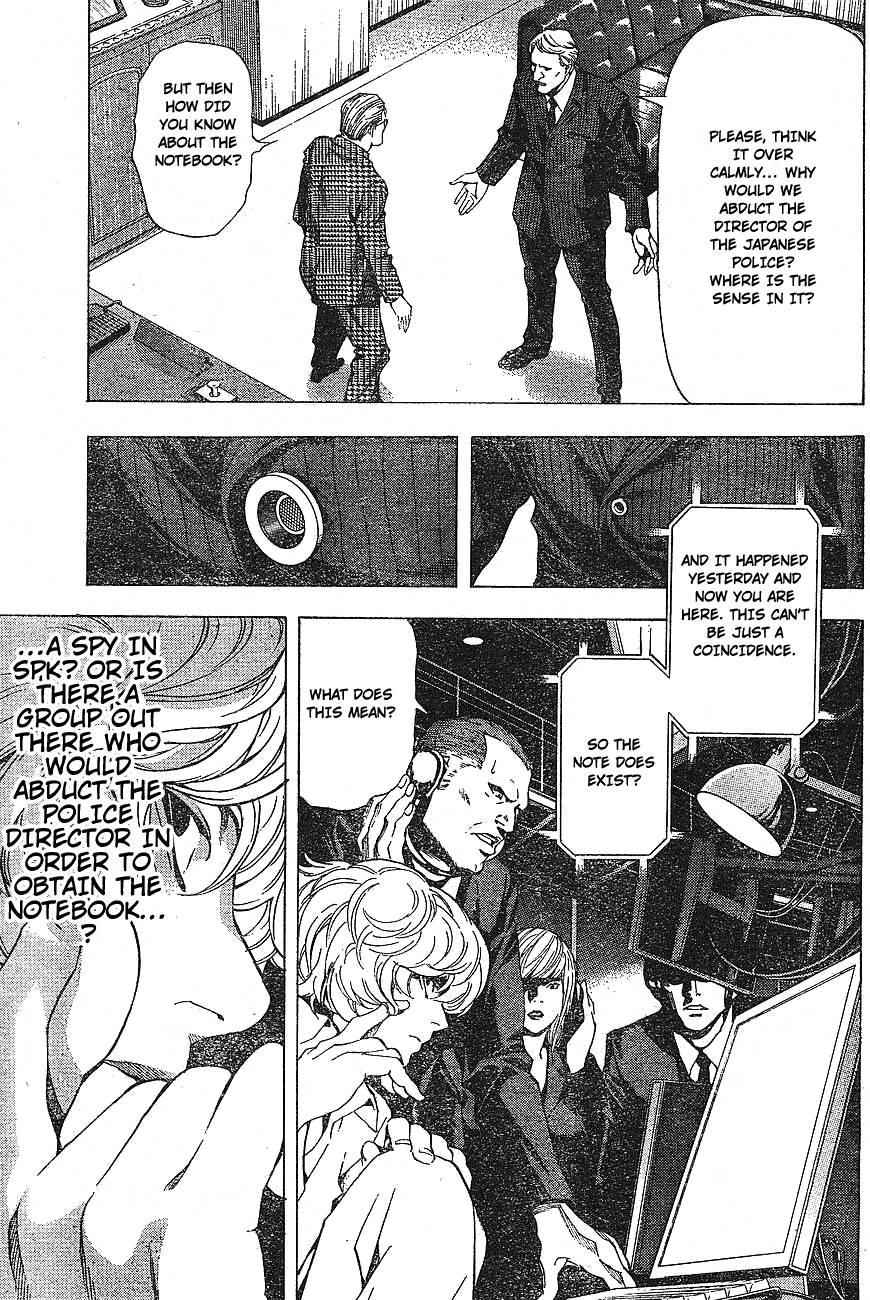 PLEASE, THINK
IT OVER
CALMLY... WHY
WOULD WE
ABDUCT THE
DIRECTOR OF
THE JAPANESE
POLICE?
WHERE IS THE
SENSE IN IT?
BUT THEN
HOW DID
YOU KNOW
ABOUT THE
NOTEBOOK?
AND IT HAPPENED
YESTERDAY AND
NOW YOU ARE
HERE. THIS CAN'T
BE JUST A
COINCIDENCE.
SO THE
NOTE DOES
EXIST?
WHAT DOES
THIS MEAN?
...A SPY IN
SPK? OR IS
THERE A
GROUP OUT
THERE WHO
WOULD
ABDUCT THE
POLICE
DIRECTOR IN
ORDER TO
OBTAIN THE
NOTEBOOK...
?